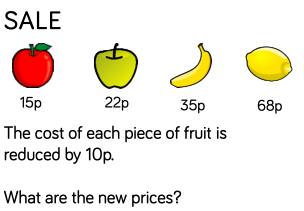 SALE
15p 22p 35p 68p
The cost of each piece of fruit is
reduced by 10p.
What are the new prices?